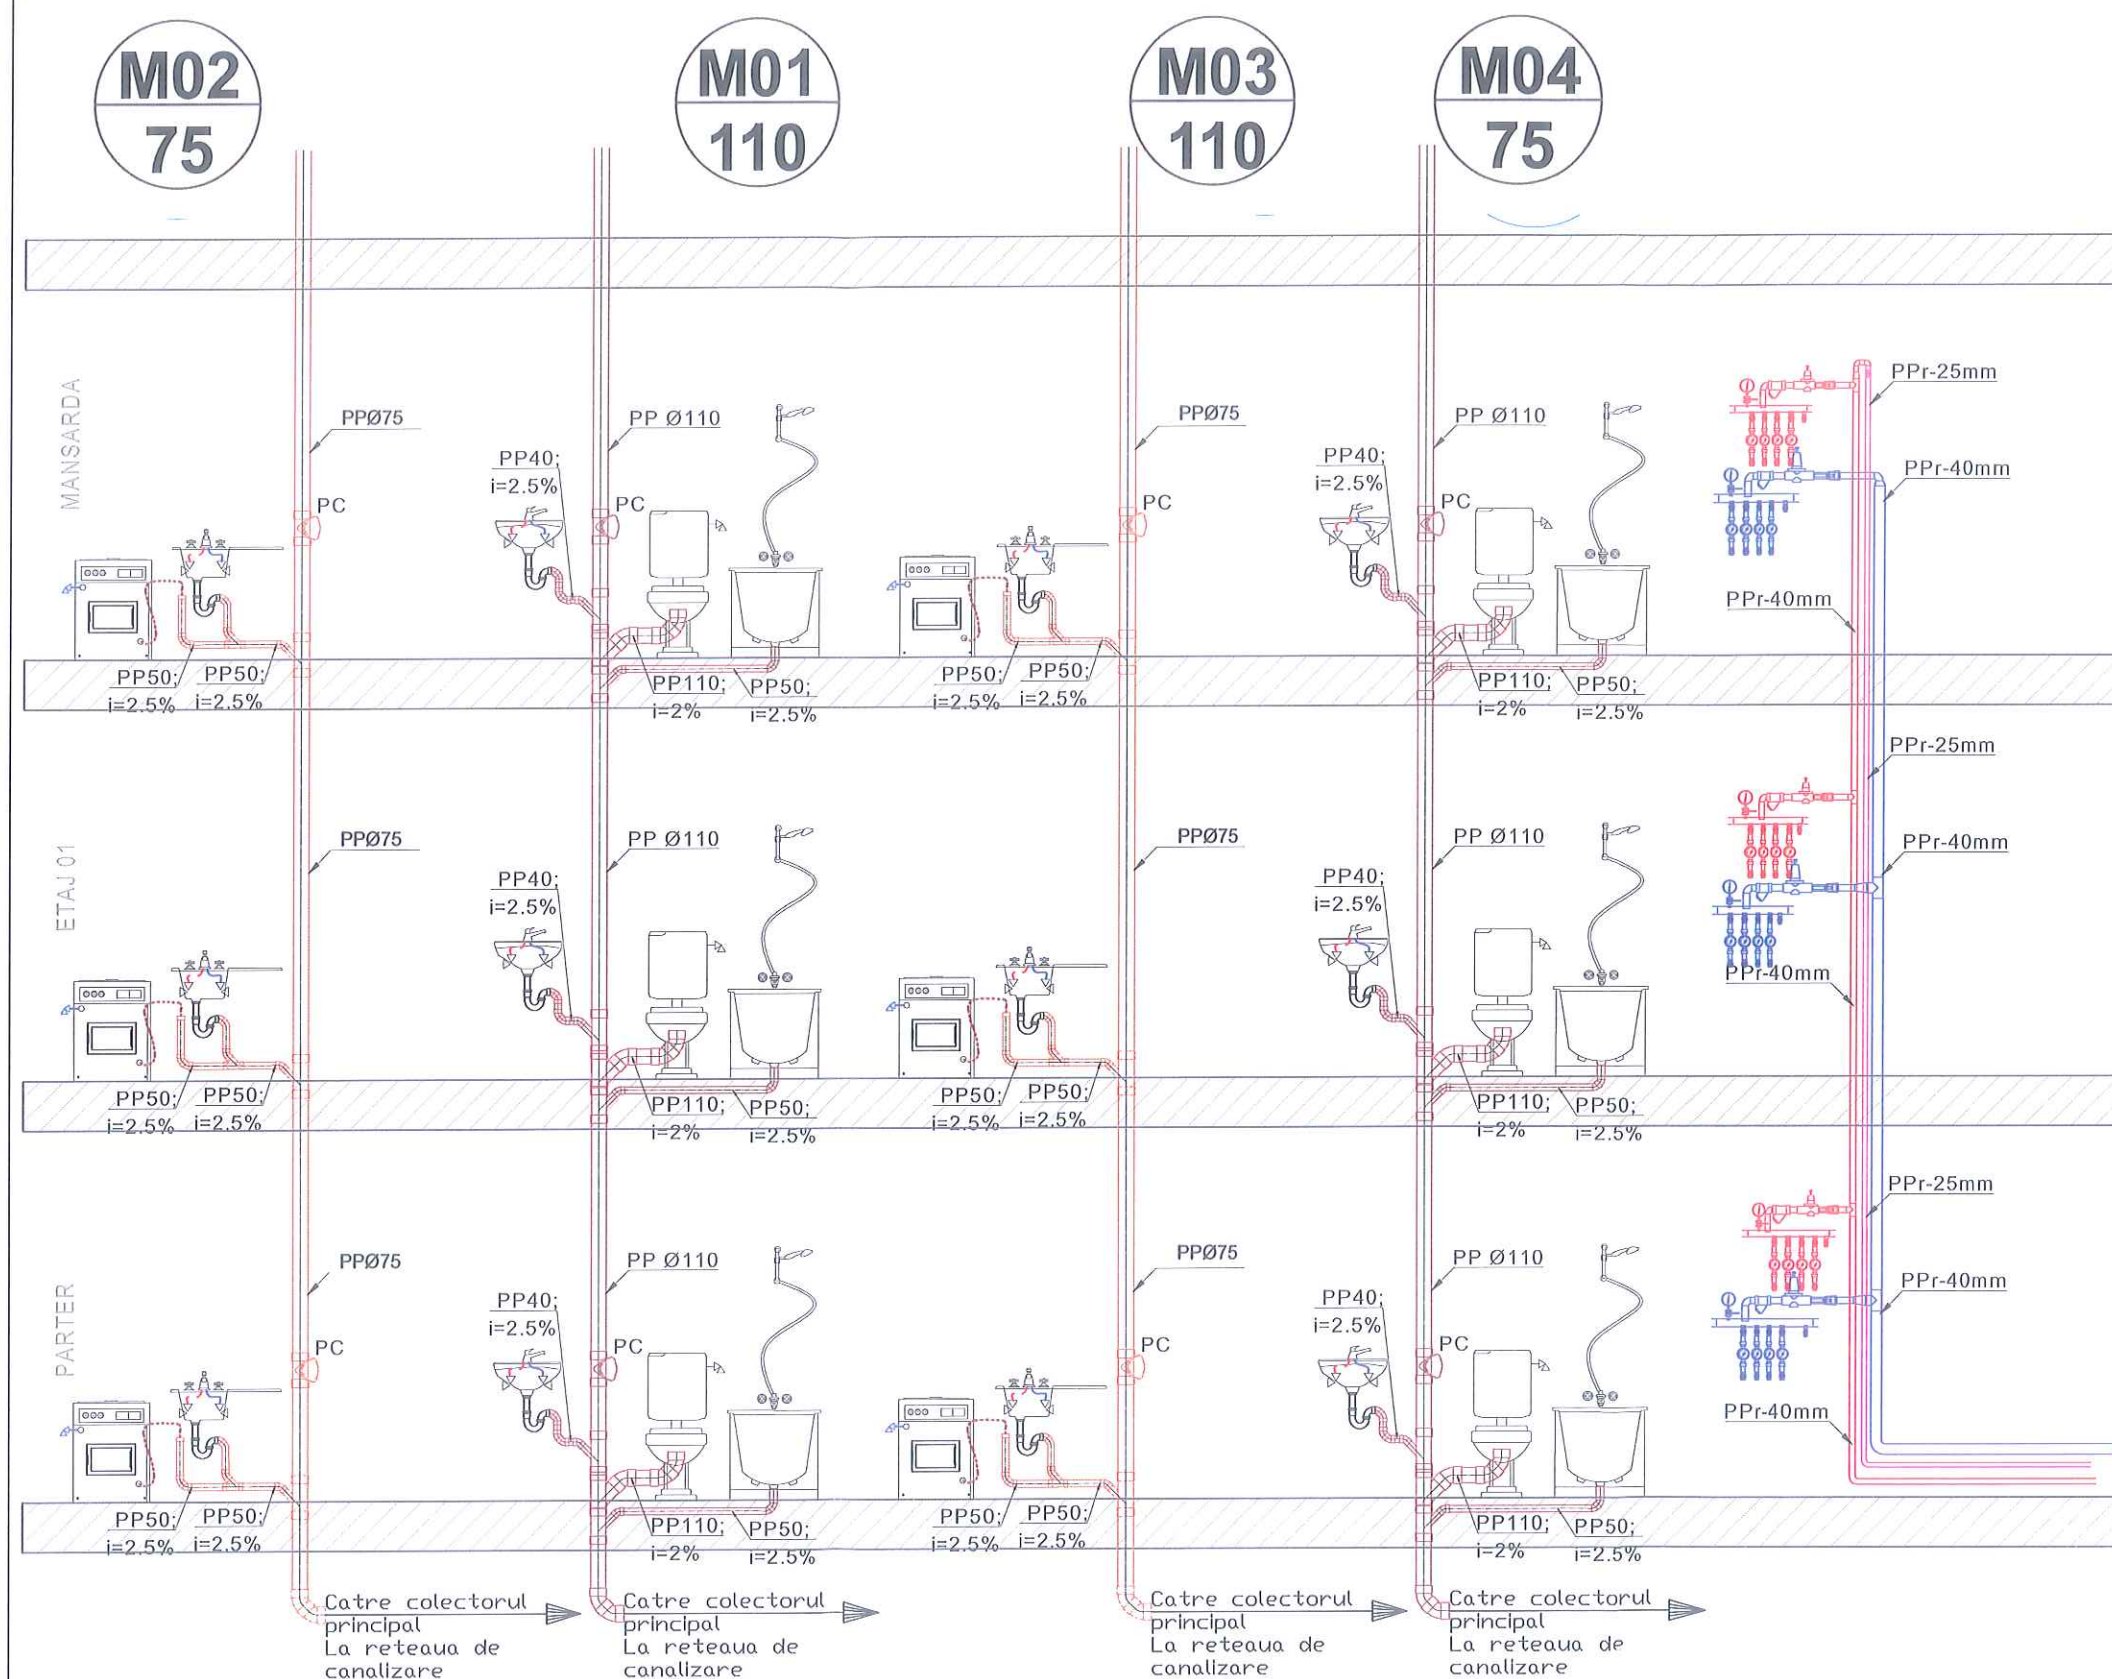 M02
75
M01
110
M03
110
M04
75
MANSARDA
PPØ75
PP Ø110
PPØ75
PP Ø110
PP40;
i=2.5%
PP40;
i=2.5%
PC
PC
PC
PC
PP50;
i=2.5%
PP50;
i=2.5%
PP110;
i=2%
PP50;
i=2.5%
PP50;
i=2.5%
PP50;
i=2.5%
PP110;
i=2%
PP50;
i=2.5%
PPr-25mm
PPr-40mm
PPr-40mm
ETAJ 01
PPØ75
PP Ø110
PPØ75
PP Ø110
PP40;
i=2.5%
PP40;
i=2.5%
PP50;
i=2.5%
PP50;
i=2.5%
PP110;
i=2%
PP50;
i=2.5%
PP50;
i=2.5%
PP50;
i=2.5%
PP110;
i=2%
PP50;
i=2.5%
PPr-25mm
PPr-40mm
PPr-40mm
PARTER
PPØ75
PP Ø110
PPØ75
PP Ø110
PP40;
i=2.5%
PP40;
i=2.5%
PC
PC
PC
PC
PP50;
i=2.5%
PP50;
i=2.5%
PP110;
i=2%
PP50;
i=2.5%
PP50;
i=2.5%
PP50;
i=2.5%
PP110;
i=2%
PP50;
i=2.5%
PPr-25mm
PPr-40mm
PPr-40mm
Catre colectorul
principal
La reteaua de
canalizare
Catre colectorul
principal
La reteaua de
canalizare
Catre colectorul
principal
La reteaua de
canalizare
Catre colectorul
principal
La reteaua de
canalizare